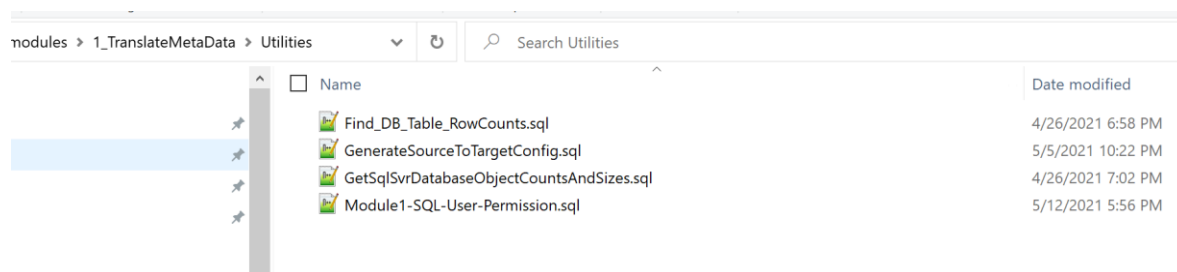 modules > 1_TranslateMetaData > Utilities
Search Utilities
Name Date modified
Find_DB_Table_RowCounts.sql 4/26/2021 6:58 PM
GenerateSourceToTargetConfig.sql 5/5/2021 10:22 PM
GetSqlSvrDatabaseObjectCountsAndSizes.sql 4/26/2021 7:02 PM
Module1-SQL-User-Permission.sql 5/12/2021 5:56 PM